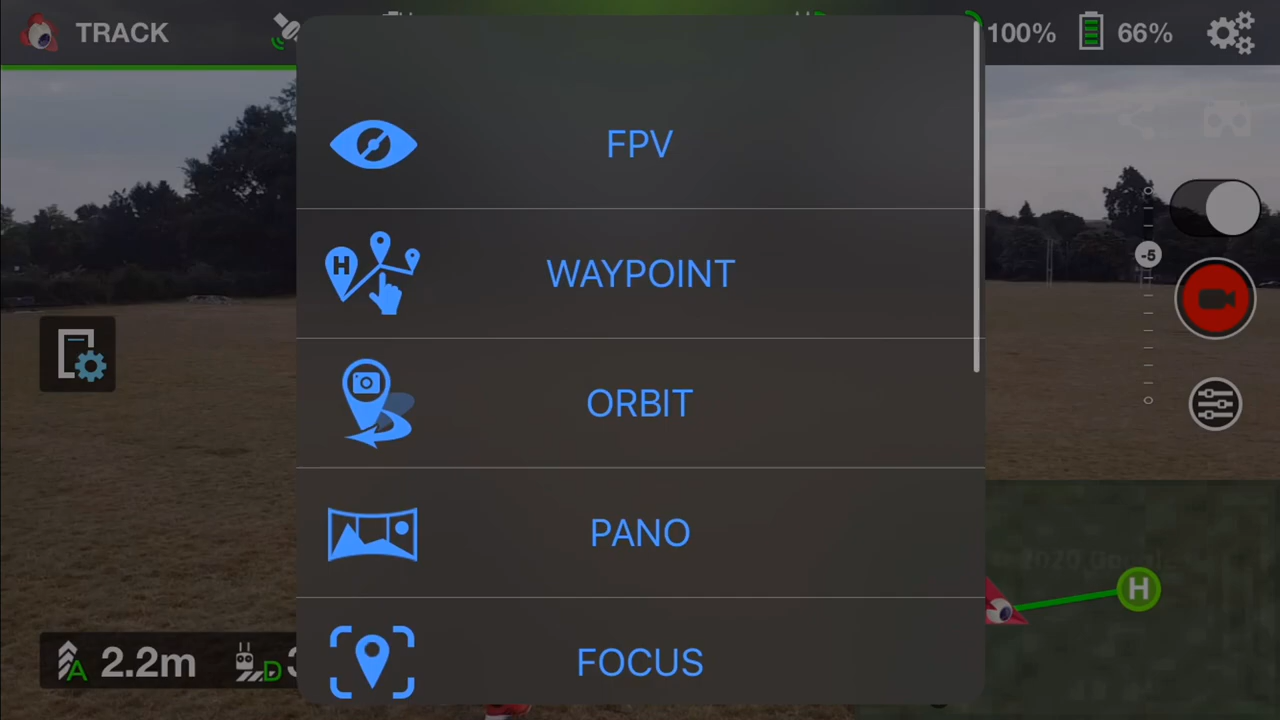 TRACK
100%
66%
FPV
H
WAYPOINT
-5
ORBIT
PANO
H
A 2.2m
D
FOCUS